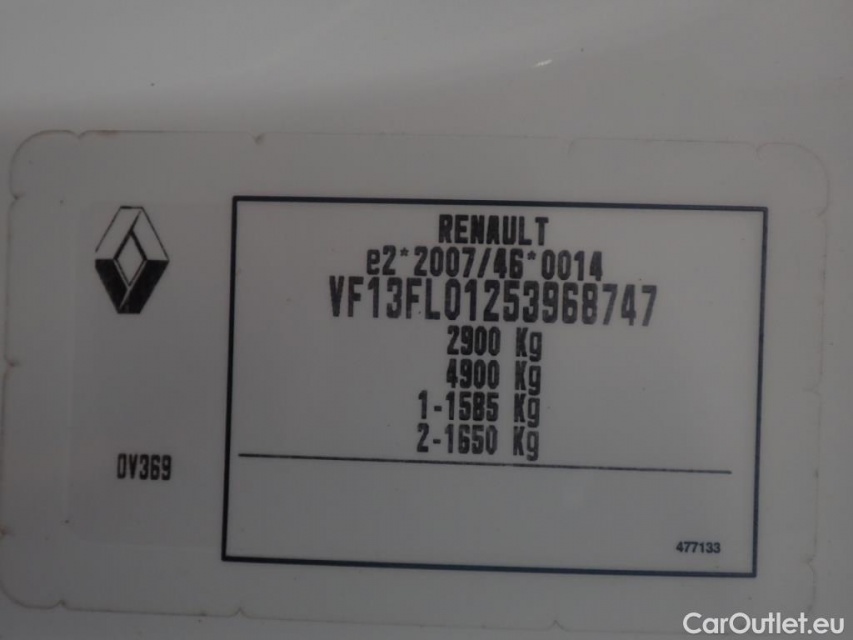 RENAULT
e2*2007/46*0014
VF13FL01253968747
2900 Kg
4900 Kg
1-1585 Kg
2-1650 Kg
0V369
477133
CarOutlet.eu